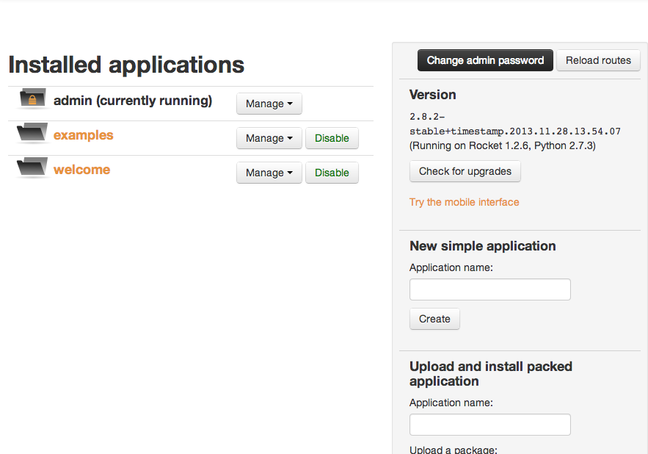 Installed applications
admin (currently running)
Manage
examples
Manage
Disable
welcome
Manage
Disable
Change admin password
Reload routes
Version
2.8.2-
stable+timestamp.2013.11.28.13.54.07
(Running on Rocket 1.2.6, Python 2.7.3)
Check for upgrades
Try the mobile interface
New simple application
Application name:
Create
Upload and install packed
application
Application name:
Upload a package: